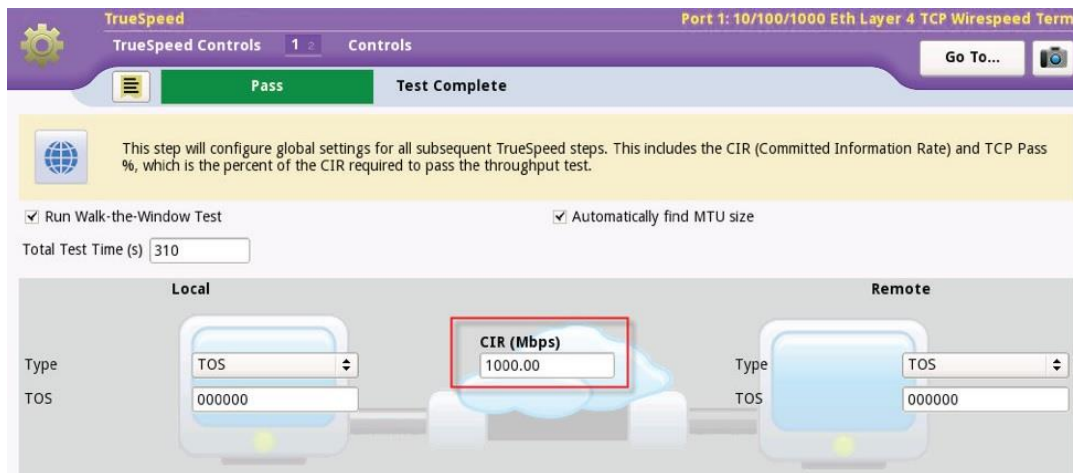 TrueSpeed
Port 1: 10/100/1000 Eth Layer 4 TCP Wirespeed Term
TrueSpeed Controls 1 2 Controls
Go To...
Pass
Test Complete
This step will configure global settings for all subsequent TrueSpeed steps. This includes the CIR (Committed Information Rate) and TCP Pass
%, which is the percent of the CIR required to pass the throughput test.
Run Walk-the-Window Test
Automatically find MTU size
Total Test Time (s) 310
Local
Remote
CIR (Mbps)
Type TOS
1000.00
Type TOS
TOS 000000
TOS 000000